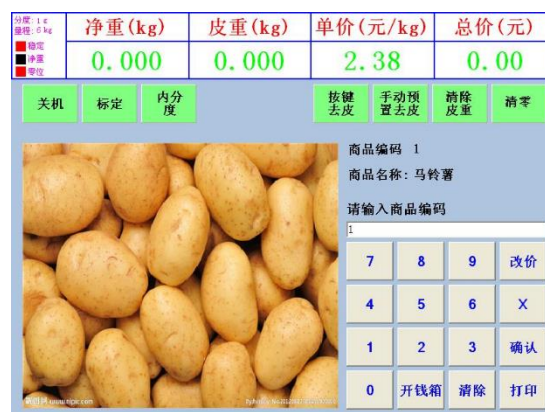 分度:1g
量程:6kg
稳定
净重
零位
净重(kg) 皮重(kg) 单价(元/kg) 总价(元)
0.000 0.000 2.38 0.00
关机 标定 内分度 按键去皮 手动预置去皮 清除皮重 清零
商品编码 1
商品名称:马铃薯
请输入商品编码
1
7 8 9 改价
4 5 6 X
1 2 3 确认
0 开钱箱 清除 打印